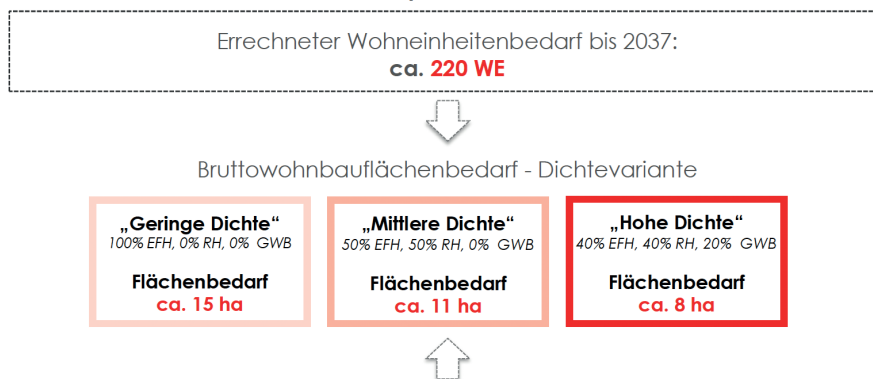 Errechneter Wohneinheitenbedarf bis 2037:
ca. 220 WE
Bruttowohnbauflächenbedarf - Dichtevariante
„Geringe Dichte“
100% EFH, 0% RH, 0% GWB
Flächenbedarf
ca. 15 ha
„Mittlere Dichte“
50% EFH, 50% RH, 0% GWB
Flächenbedarf
ca. 11 ha
„Hohe Dichte“
40% EFH, 40% RH, 20% GWB
Flächenbedarf
ca. 8 ha